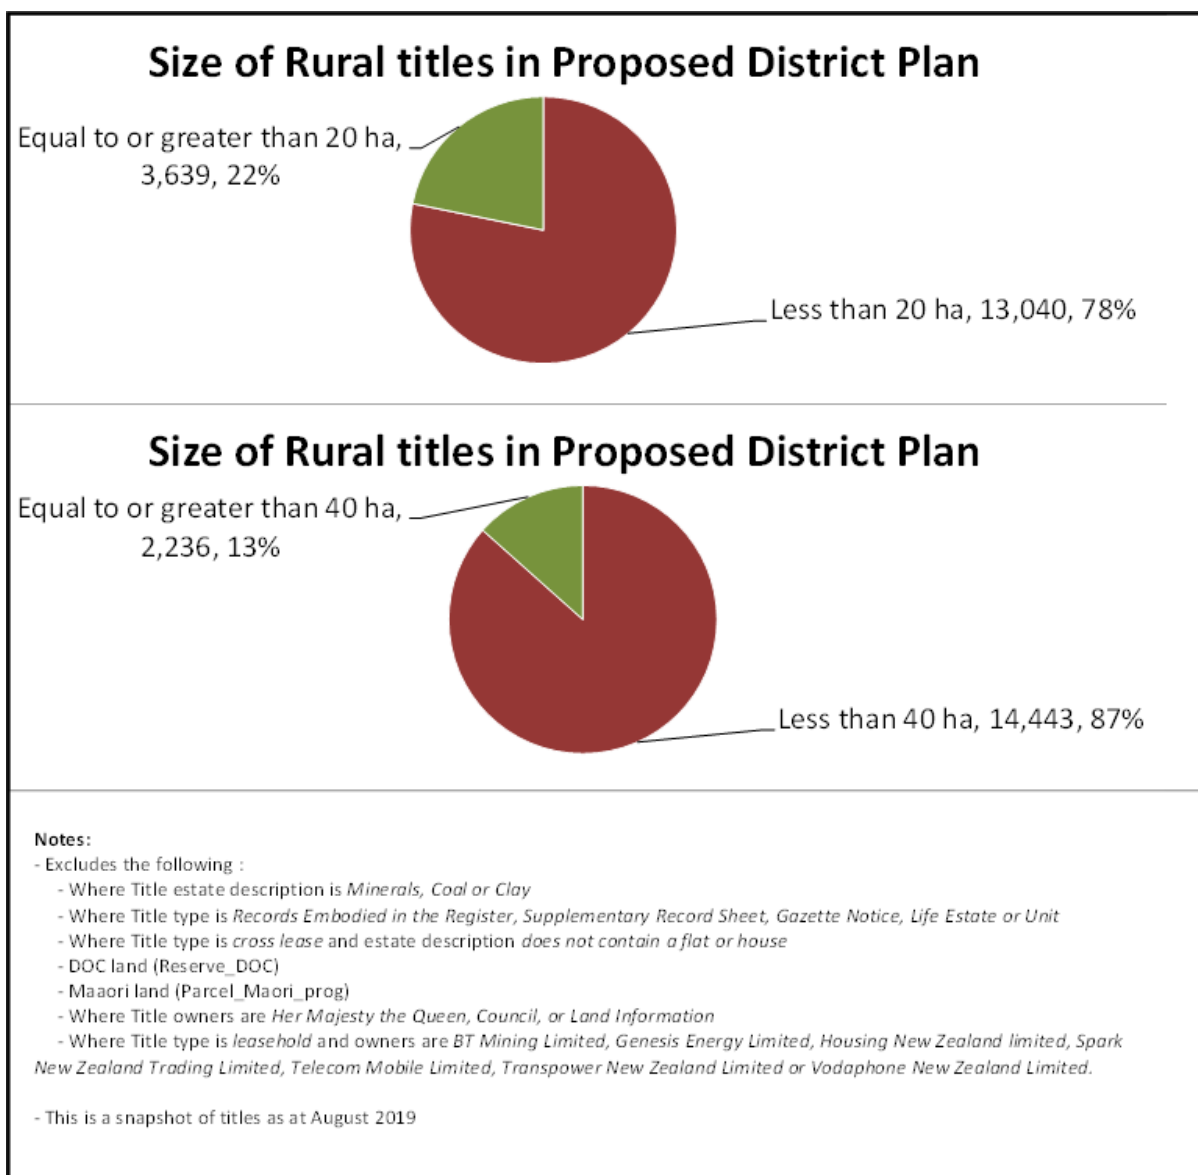 Size of Rural titles in Proposed District Plan
Equal to or greater than 20 ha,
3,639, 22%
Less than 20 ha, 13,040, 78%
Size of Rural titles in Proposed District Plan
Equal to or greater than 40 ha,
2,236, 13%
Less than 40 ha, 14,443, 87%
Notes:
- Excludes the following :
- Where Title estate description is Minerals, Coal or Clay
- Where Title type is Records Embodied in the Register, Supplementary Record Sheet, Gazette Notice, Life Estate or Unit
- Where Title type is cross lease and estate description does not contain a flat or house
- DOC land (Reserve_DOC)
- Maaori land (Parcel_Maori_prog)
- Where Title owners are Her Majesty the Queen, Council, or Land Information
- Where Title type is leasehold and owners are BT Mining Limited, Genesis Energy Limited, Housing New Zealand limited, Spark
New Zealand Trading Limited, Telecom Mobile Limited, Transpower New Zealand Limited or Vodaphone New Zealand Limited.
- This is a snapshot of titles as at August 2019